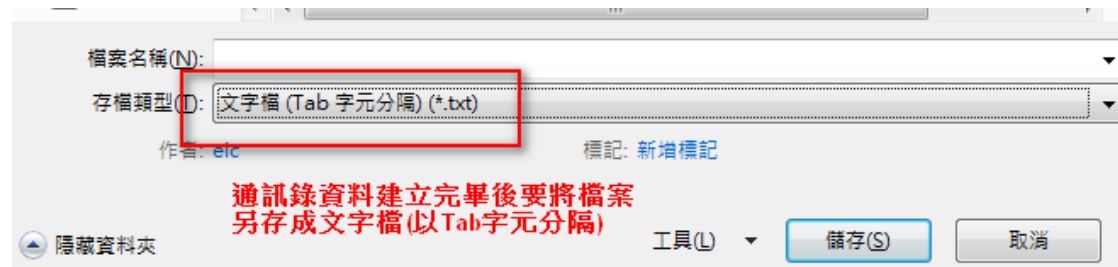 檔案名稱(N):
存檔類型(T): 文字檔 (Tab 字元分隔) (*.txt)
作者: eic 標記: 新增標記
通訊錄資料建立完畢後要將檔案
另存成文字檔(以Tab字元分隔)
隱藏資料夾 工具(L) 儲存(S) 取消